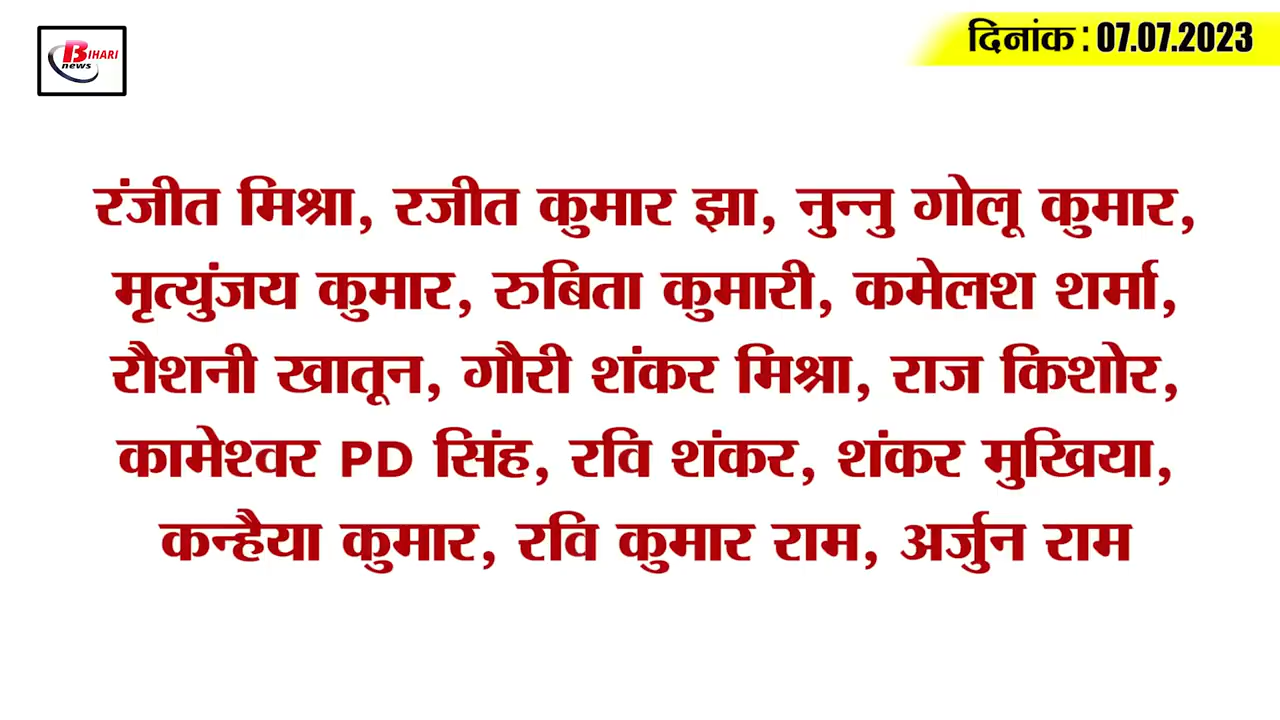 BIHARI
news
दिनांक : 07.07.2023
रंजीत मिश्रा, रजीत कुमार झा, नुन्नु गोलू कुमार,
मृत्युंजय कुमार, रुबिता कुमारी, कमेलश शर्मा,
रौशनी खातून, गौरी शंकर मिश्रा, राज किशोर,
कामेश्वर PD सिंह, रवि शंकर, शंकर मुखिया,
कन्हैया कुमार, रवि कुमार राम, अर्जुन राम